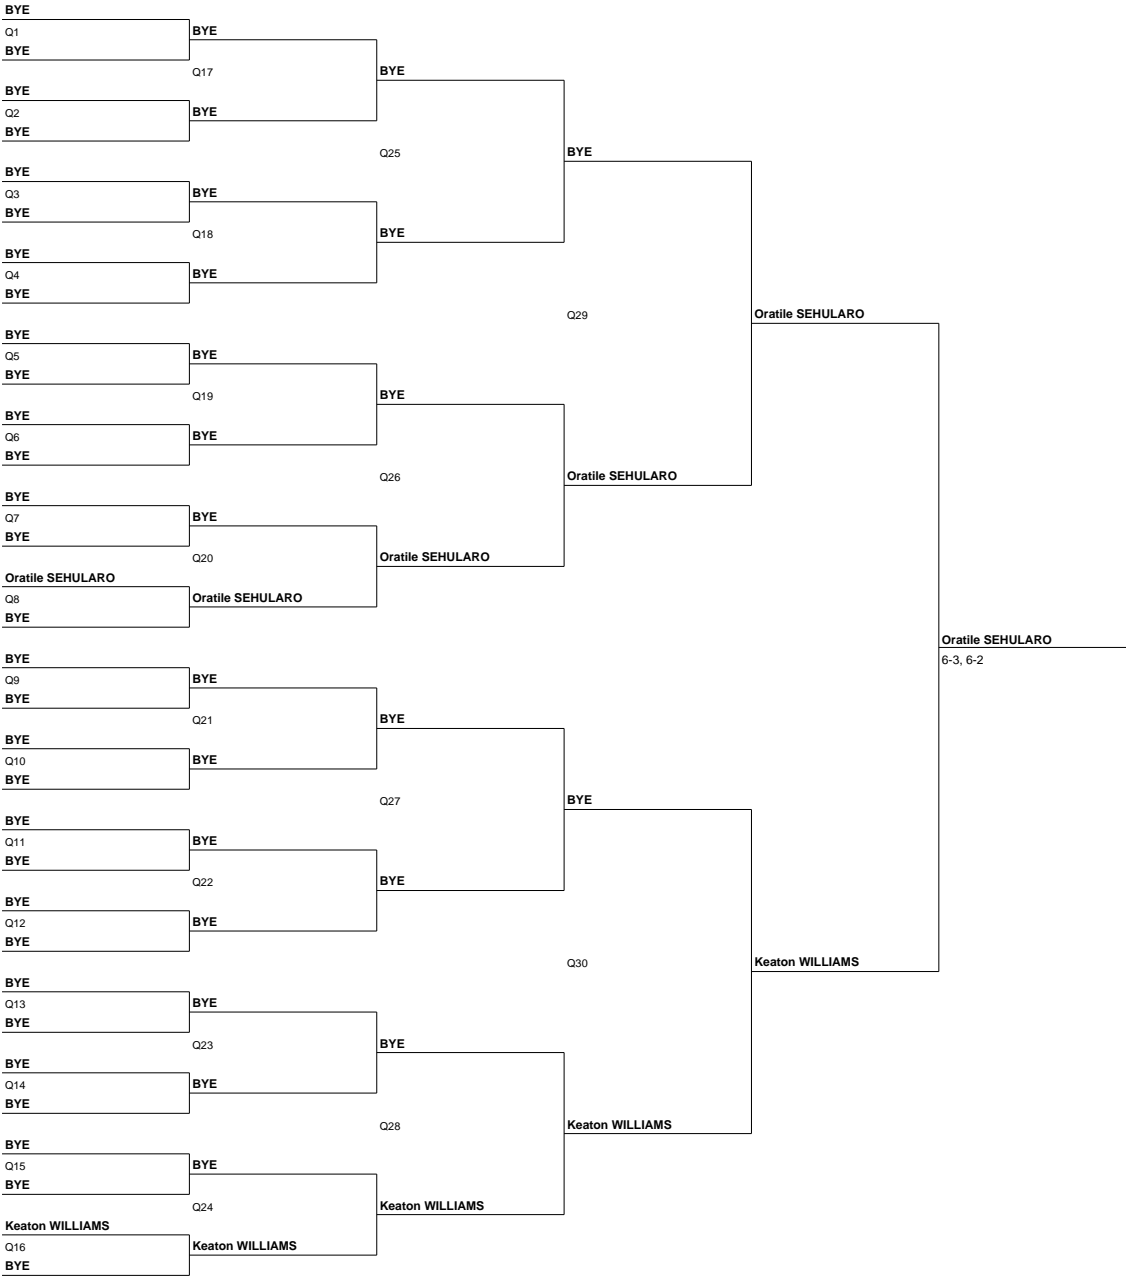 BYE
Q1
BYE
BYE
Q17
BYE
BYE
Q2
BYE
BYE
Q25
BYE
BYE
Q3
BYE
BYE
Q18
BYE
BYE
Q4
BYE
BYE
Q29
Oratile SEHULARO
BYE
Q5
BYE
BYE
Q19
BYE
BYE
Q6
BYE
BYE
Q26
Oratile SEHULARO
BYE
Q7
BYE
BYE
Q20
Oratile SEHULARO
Oratile SEHULARO
Q8
Oratile SEHULARO
BYE
Oratile SEHULARO
6-3, 6-2
BYE
Q9
BYE
BYE
Q21
BYE
BYE
Q10
BYE
BYE
Q27
BYE
BYE
Q11
BYE
BYE
Q22
BYE
BYE
Q12
BYE
BYE
Q30
Keaton WILLIAMS
BYE
Q13
BYE
BYE
Q23
BYE
BYE
Q14
BYE
BYE
Q28
Keaton WILLIAMS
BYE
Q15
BYE
BYE
Q24
Keaton WILLIAMS
Keaton WILLIAMS
Q16
Keaton WILLIAMS
BYE